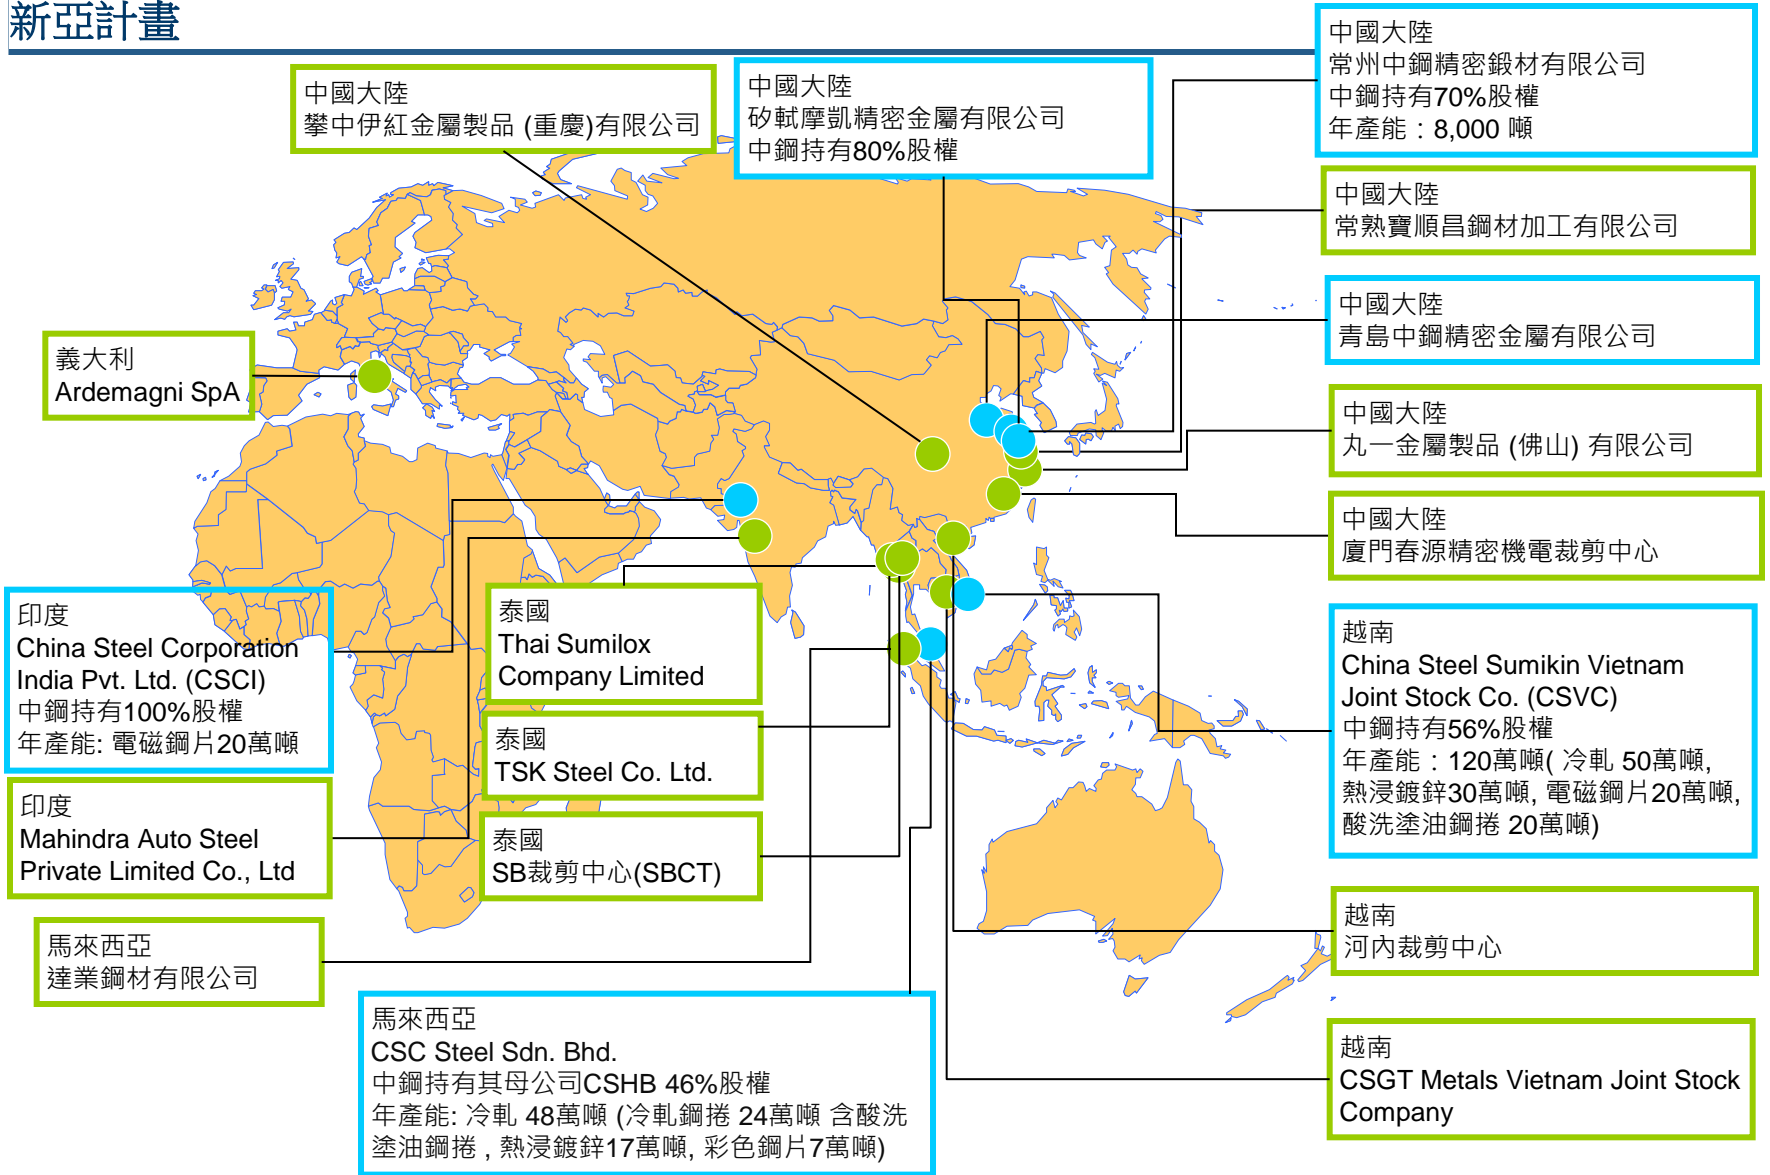 新亞計畫
中國大陸
攀中伊紅金屬製品 (重慶)有限公司
中國大陸
矽軾摩凱精密金屬有限公司
中鋼持有80%股權
中國大陸
常州中鋼精密鍛材有限公司
中鋼持有70%股權
年產能：8,000 噸
中國大陸
常熟寶順昌鋼材加工有限公司
中國大陸
青島中鋼精密金屬有限公司
義大利
Ardemagni SpA
中國大陸
丸一金屬製品 (佛山) 有限公司
中國大陸
廈門春源精密機電裁剪中心
印度
China Steel Corporation
India Pvt. Ltd. (CSCI)
中鋼持有100%股權
年產能: 電磁鋼片20萬噸
泰國
Thai Sumilox
Company Limited
越南
China Steel Sumikin Vietnam
Joint Stock Co. (CSVC)
中鋼持有56%股權
年產能：120萬噸( 冷軋 50萬噸,
熱浸鍍鋅30萬噸, 電磁鋼片20萬噸,
酸洗塗油鋼捲 20萬噸)
泰國
TSK Steel Co. Ltd.
印度
Mahindra Auto Steel
Private Limited Co., Ltd
泰國
SB裁剪中心(SBCT)
越南
河內裁剪中心
馬來西亞
達業鋼材有限公司
馬來西亞
CSC Steel Sdn. Bhd.
中鋼持有其母公司CSHB 46%股權
年產能: 冷軋 48萬噸 (冷軋鋼捲 24萬噸 含酸洗
塗油鋼捲 , 熱浸鍍鋅17萬噸, 彩色鋼片7萬噸)
越南
CSGT Metals Vietnam Joint Stock
Company